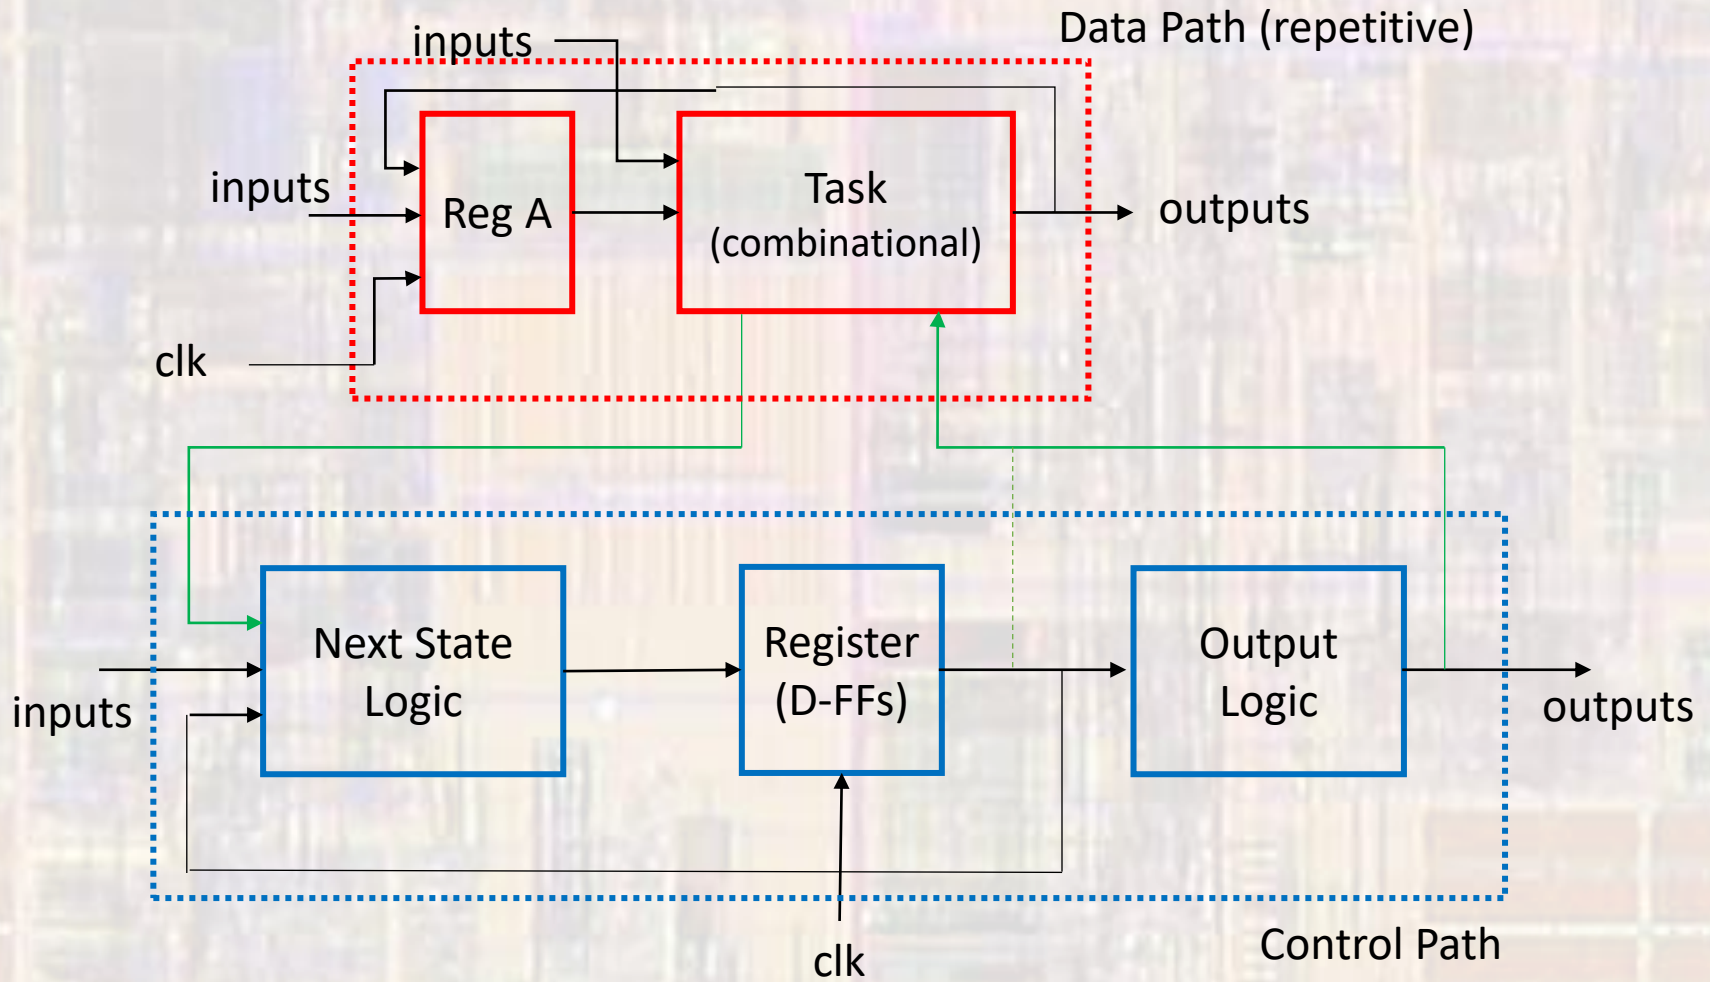 Data Path (repetitive)
inputs
inputs
Reg A
Task
(combinational)
outputs
clk
Next State
Logic
Register
(D-FFs)
Output
Logic
inputs
outputs
clk
Control Path